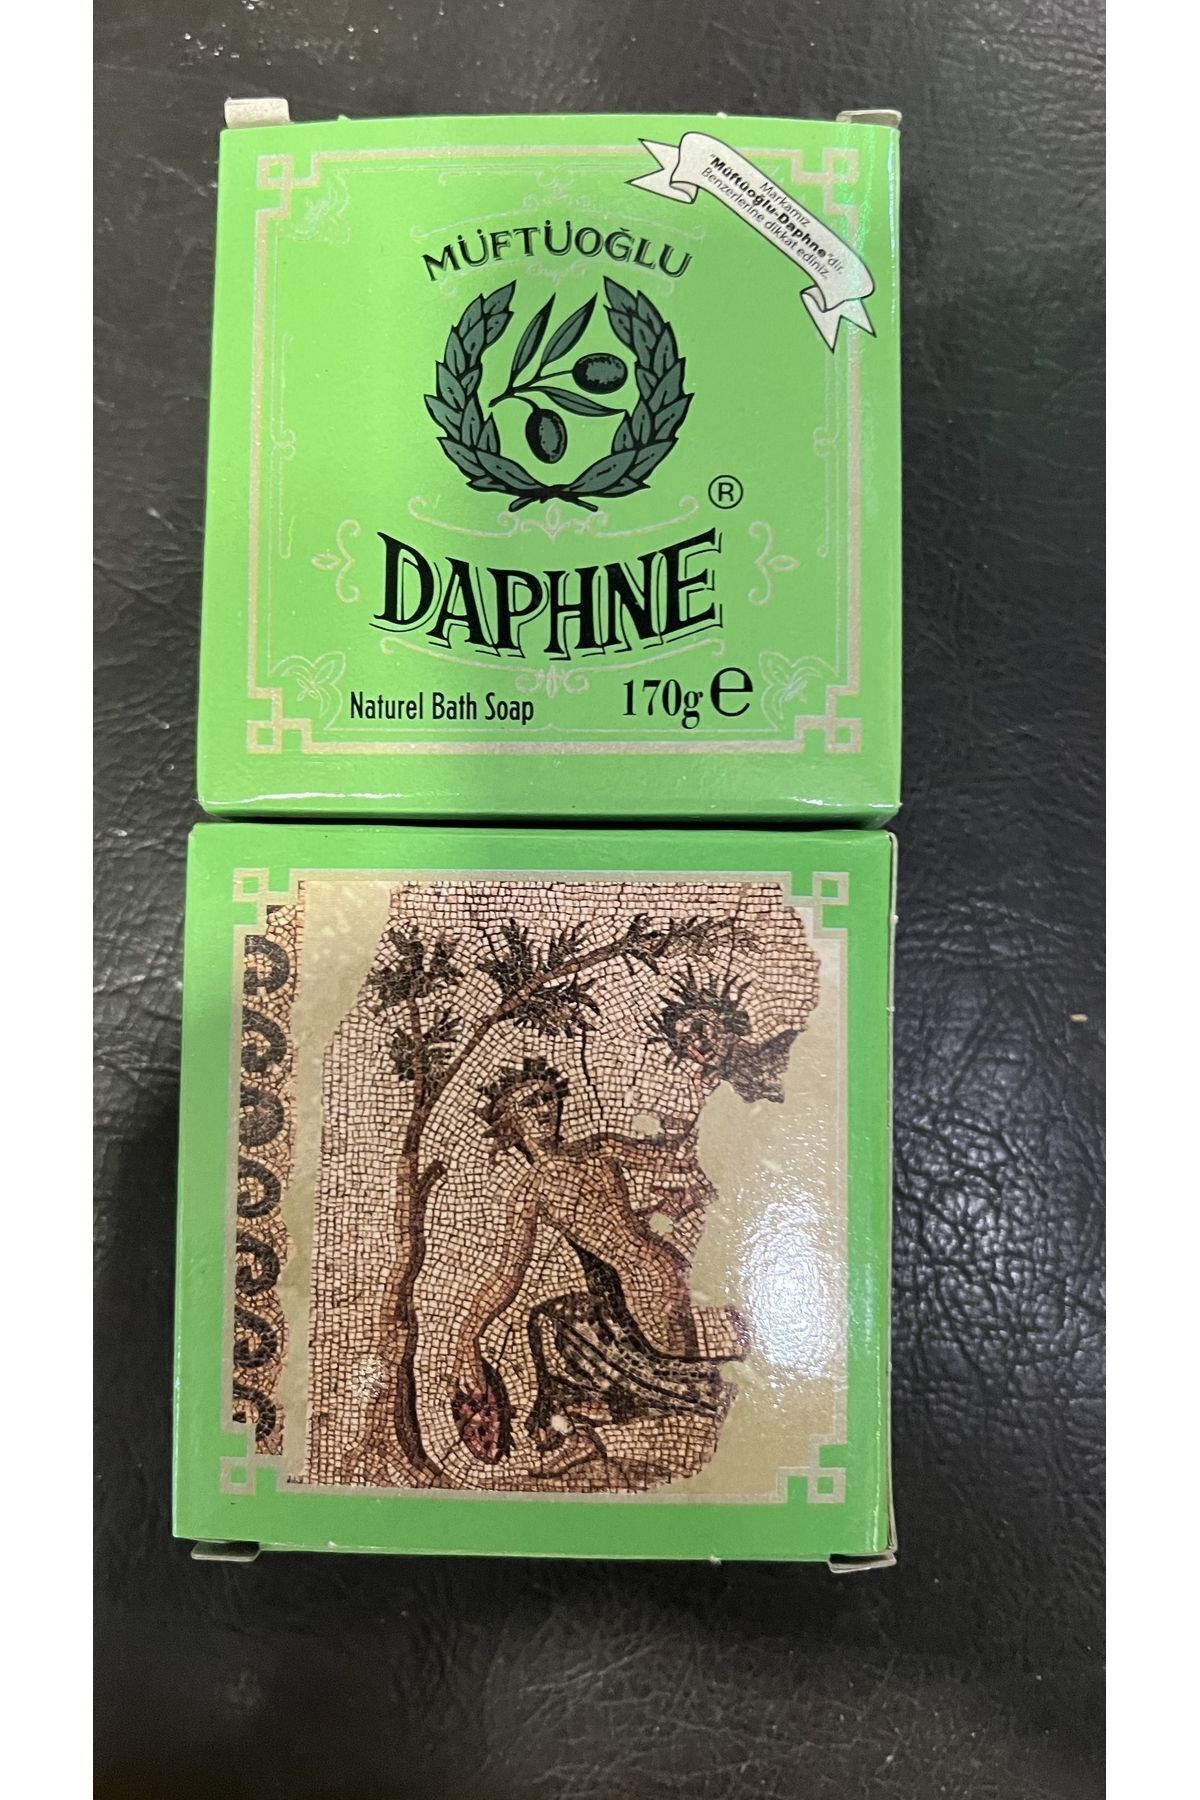 Markamız
"Müftüoğlu-Daphne"dir.
Benzerlerine dikkat ediniz.
MÜFTÜOĞLU
®
DAPHNE
Naturel Bath Soap
170g ℮